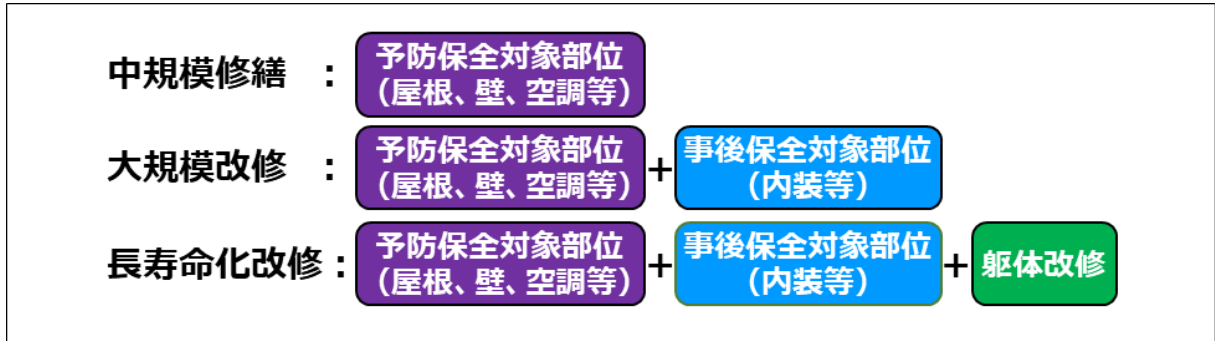 中規模修繕 ： 予防保全対象部位
（屋根、壁、空調等）
大規模改修 ： 予防保全対象部位
（屋根、壁、空調等） + 事後保全対象部位
（内装等）
長寿命化改修： 予防保全対象部位
（屋根、壁、空調等） + 事後保全対象部位
（内装等） + 躯体改修